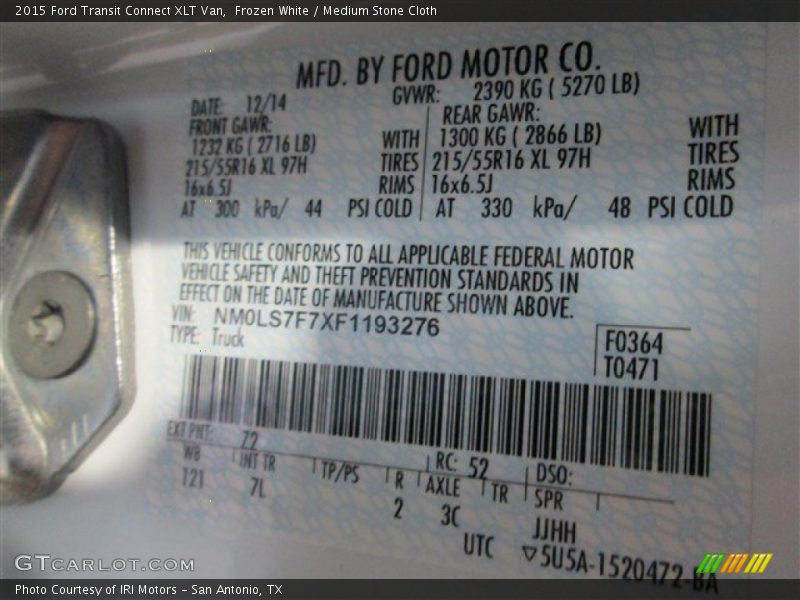 2015 Ford Transit Connect XLT Van,  Frozen White / Medium Stone Cloth
MFD. BY FORD MOTOR CO.
DATE: 12/14 GVWR: 2390 KG ( 5270 LB)
FRONT GAWR: REAR GAWR:
1232 KG ( 2716 LB) WITH 1300 KG ( 2866 LB) WITH
215/55R16 XL 97H TIRES 215/55R16 XL 97H TIRES
16x6.5J RIMS 16x6.5J RIMS
AT 300 kPa/ 44 PSI COLD AT 330 kPa/ 48 PSI COLD
THIS VEHICLE CONFORMS TO ALL APPLICABLE FEDERAL MOTOR
VEHICLE SAFETY AND THEFT PREVENTION STANDARDS IN
EFFECT ON THE DATE OF MANUFACTURE SHOWN ABOVE.
VIN: NM0LS7F7XF1193276
TYPE: Truck
F0364
T0471
EXT PNT: Z2 RC: 52 DSO:
WB INT TR TP/PS R AXLE TR SPR
121 7L 2 3C JJHH
UTC ▽5U5A-1520472-BA
GTCARLOT.COM
Photo Courtesy of IRI Motors – San Antonio, TX